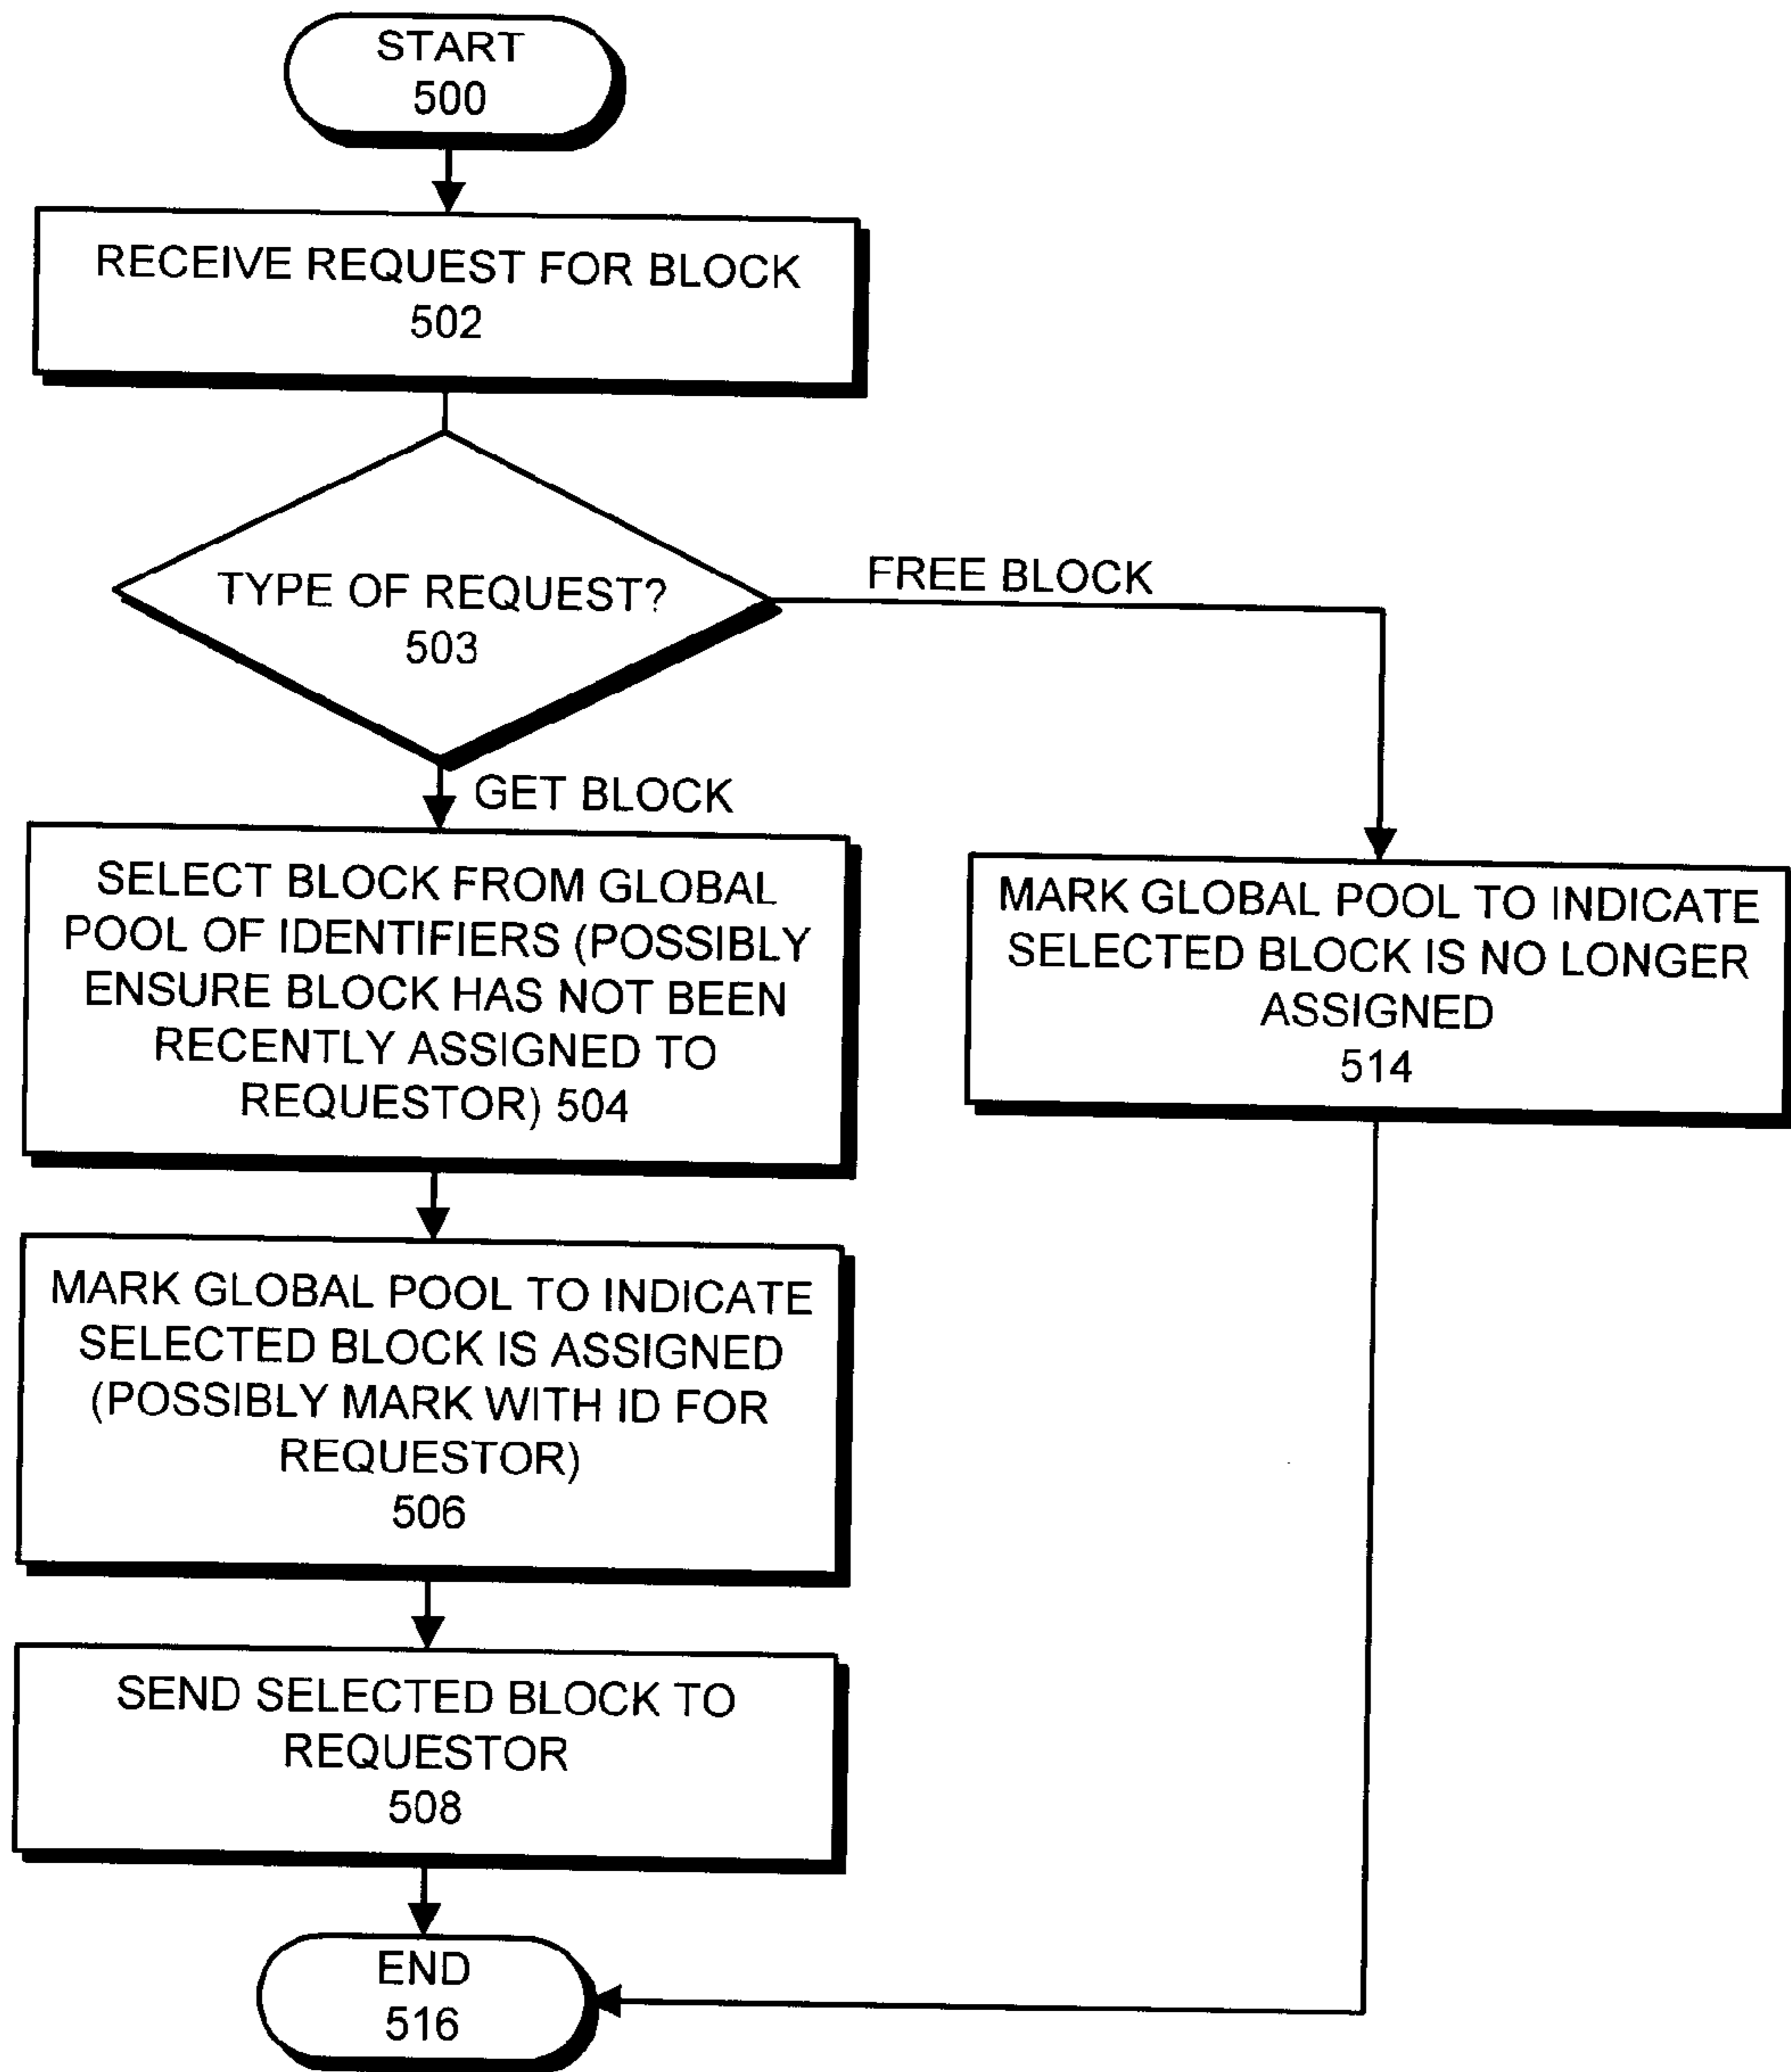 START
500
RECEIVE REQUEST FOR BLOCK
502
TYPE OF REQUEST?
503
FREE BLOCK
GET BLOCK
SELECT BLOCK FROM GLOBAL
POOL OF IDENTIFIERS (POSSIBLY
ENSURE BLOCK HAS NOT BEEN
RECENTLY ASSIGNED TO
REQUESTOR) 504
MARK GLOBAL POOL TO INDICATE
SELECTED BLOCK IS NO LONGER
ASSIGNED
514
MARK GLOBAL POOL TO INDICATE
SELECTED BLOCK IS ASSIGNED
(POSSIBLY MARK WITH ID FOR
REQUESTOR)
506
SEND SELECTED BLOCK TO
REQUESTOR
508
END
516